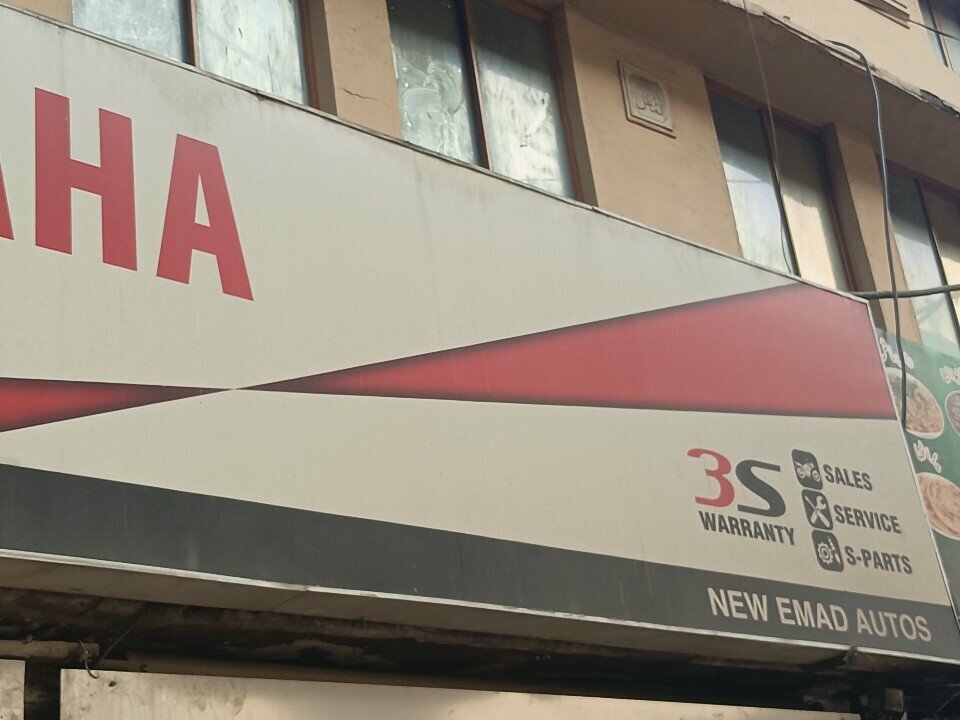 AHA
3S
WARRANTY
SALES
SERVICE
S-PARTS
NEW EMAD AUTOS